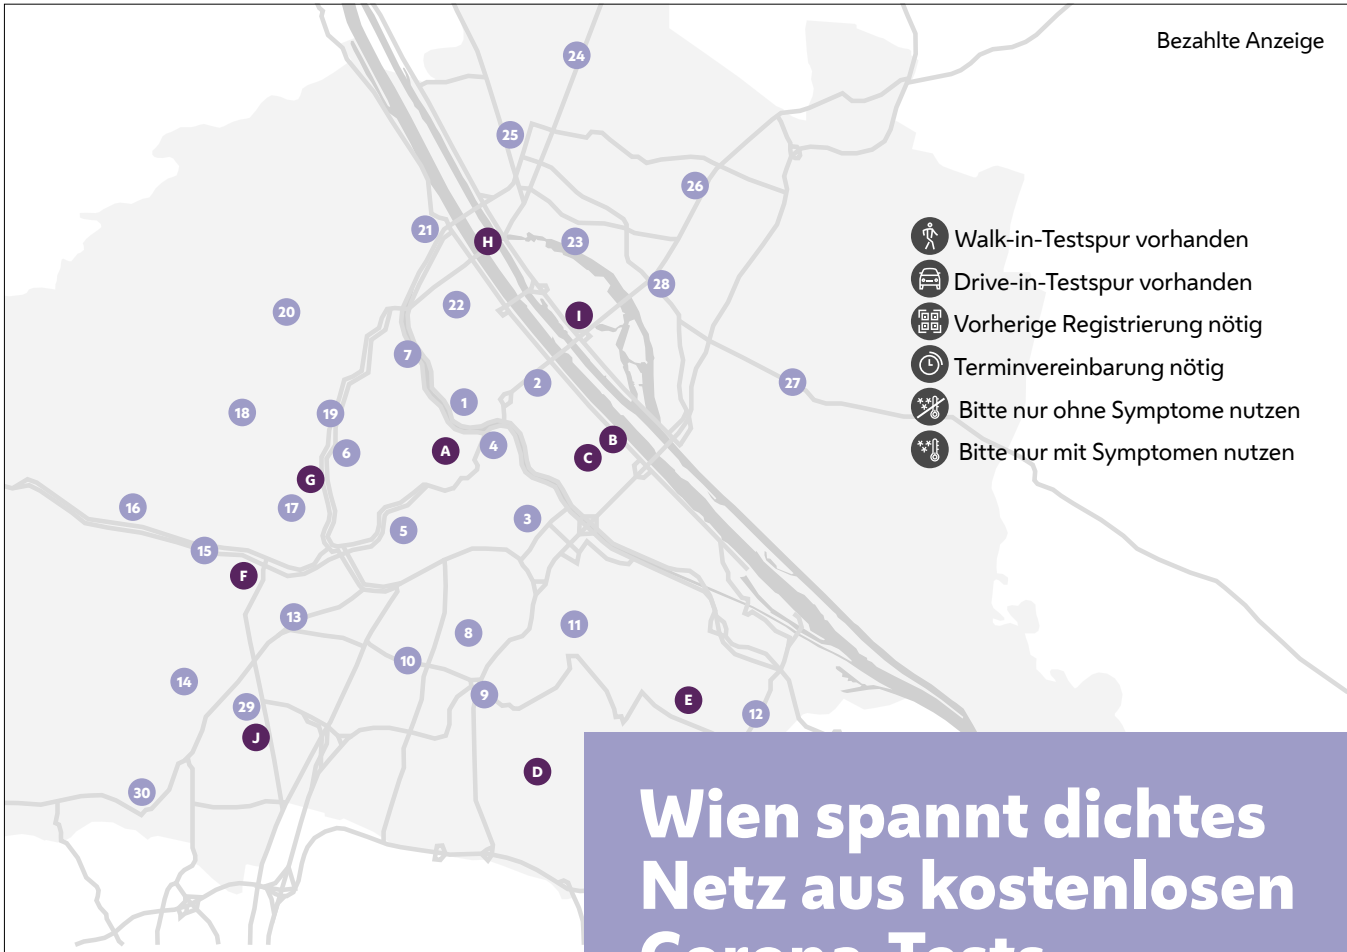 Bezahlte Anzeige
24
25
26
21
H
23
28
20
22
I
7
2
27
1
18
19
A
4
B
6
C
G
16
17
3
5
15
F
13
11
8
10
14
9
E
29
12
J
D
30
Walk-in-Testspur vorhanden
Drive-in-Testspur vorhanden
Vorherige Registrierung nötig
Terminvereinbarung nötig
Bitte nur ohne Symptome nutzen
Bitte nur mit Symptomen nutzen
Wien spannt dichtes
Netz aus kostenlosen
Corona-Tests